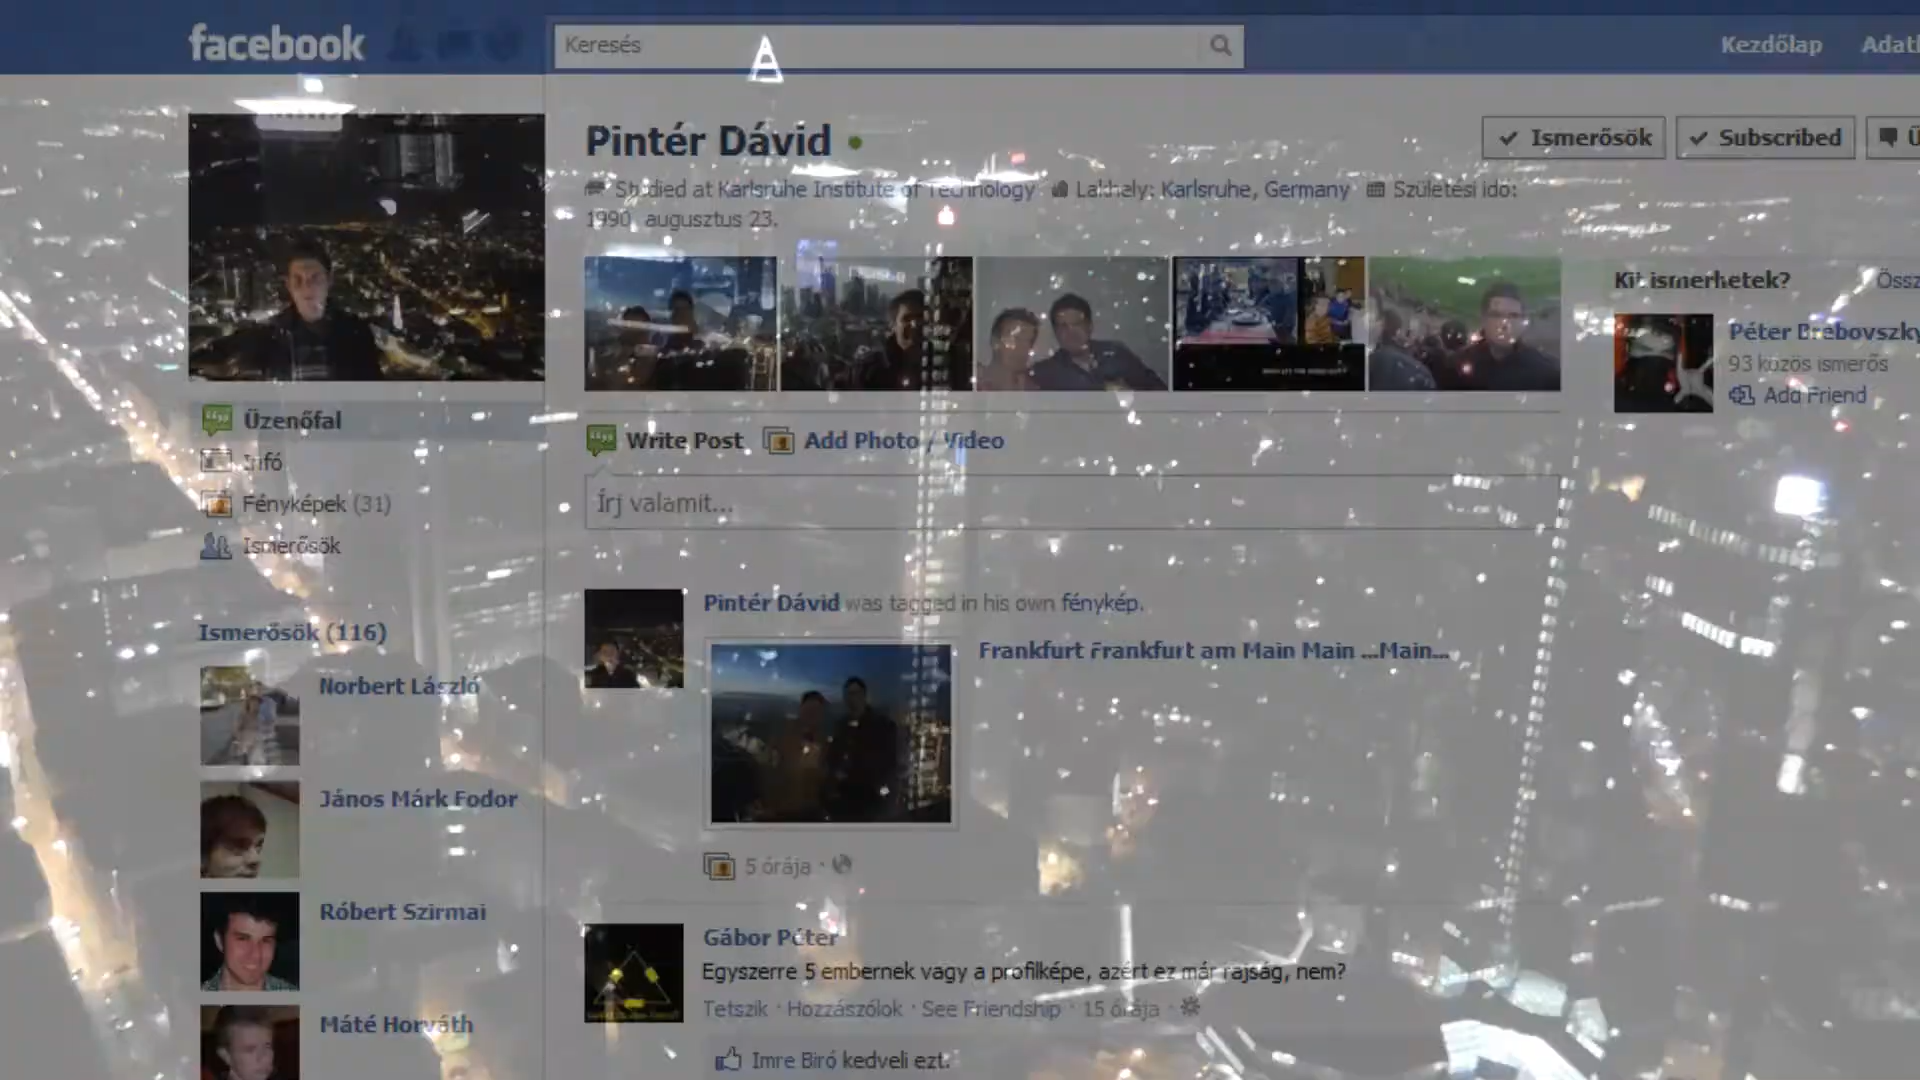 facebook
Keresés
Kezdőlap
Pintér Dávid
Ismerősök
Subscribed
Studied at Karlsruhe Institute of Technology Lakhely: Karlsruhe, Germany Születési idő:
1990. augusztus 23.
Kit ismerhetek?
Péter Brebovszky
93 közös ismerős
Add Friend
Üzenőfal
Infó
Fényképek (31)
Ismerősök
Write Post Add Photo / Video
Írj valamit...
Ismerősök (116)
Norbert László
János Márk Fodor
Róbert Szirmai
Máté Horváth
Pintér Dávid was tagged in his own fénykép.
Frankfurt Frankfurt am Main Main ...Main...
5 órája ·
Gábor Péter
Egyszerre 5 embernek vagy a profilképe, azért ez már rajság, nem?
Tetszik · Hozzászólok · See Friendship · 15 órája ·
Imre Biró kedveli ezt.